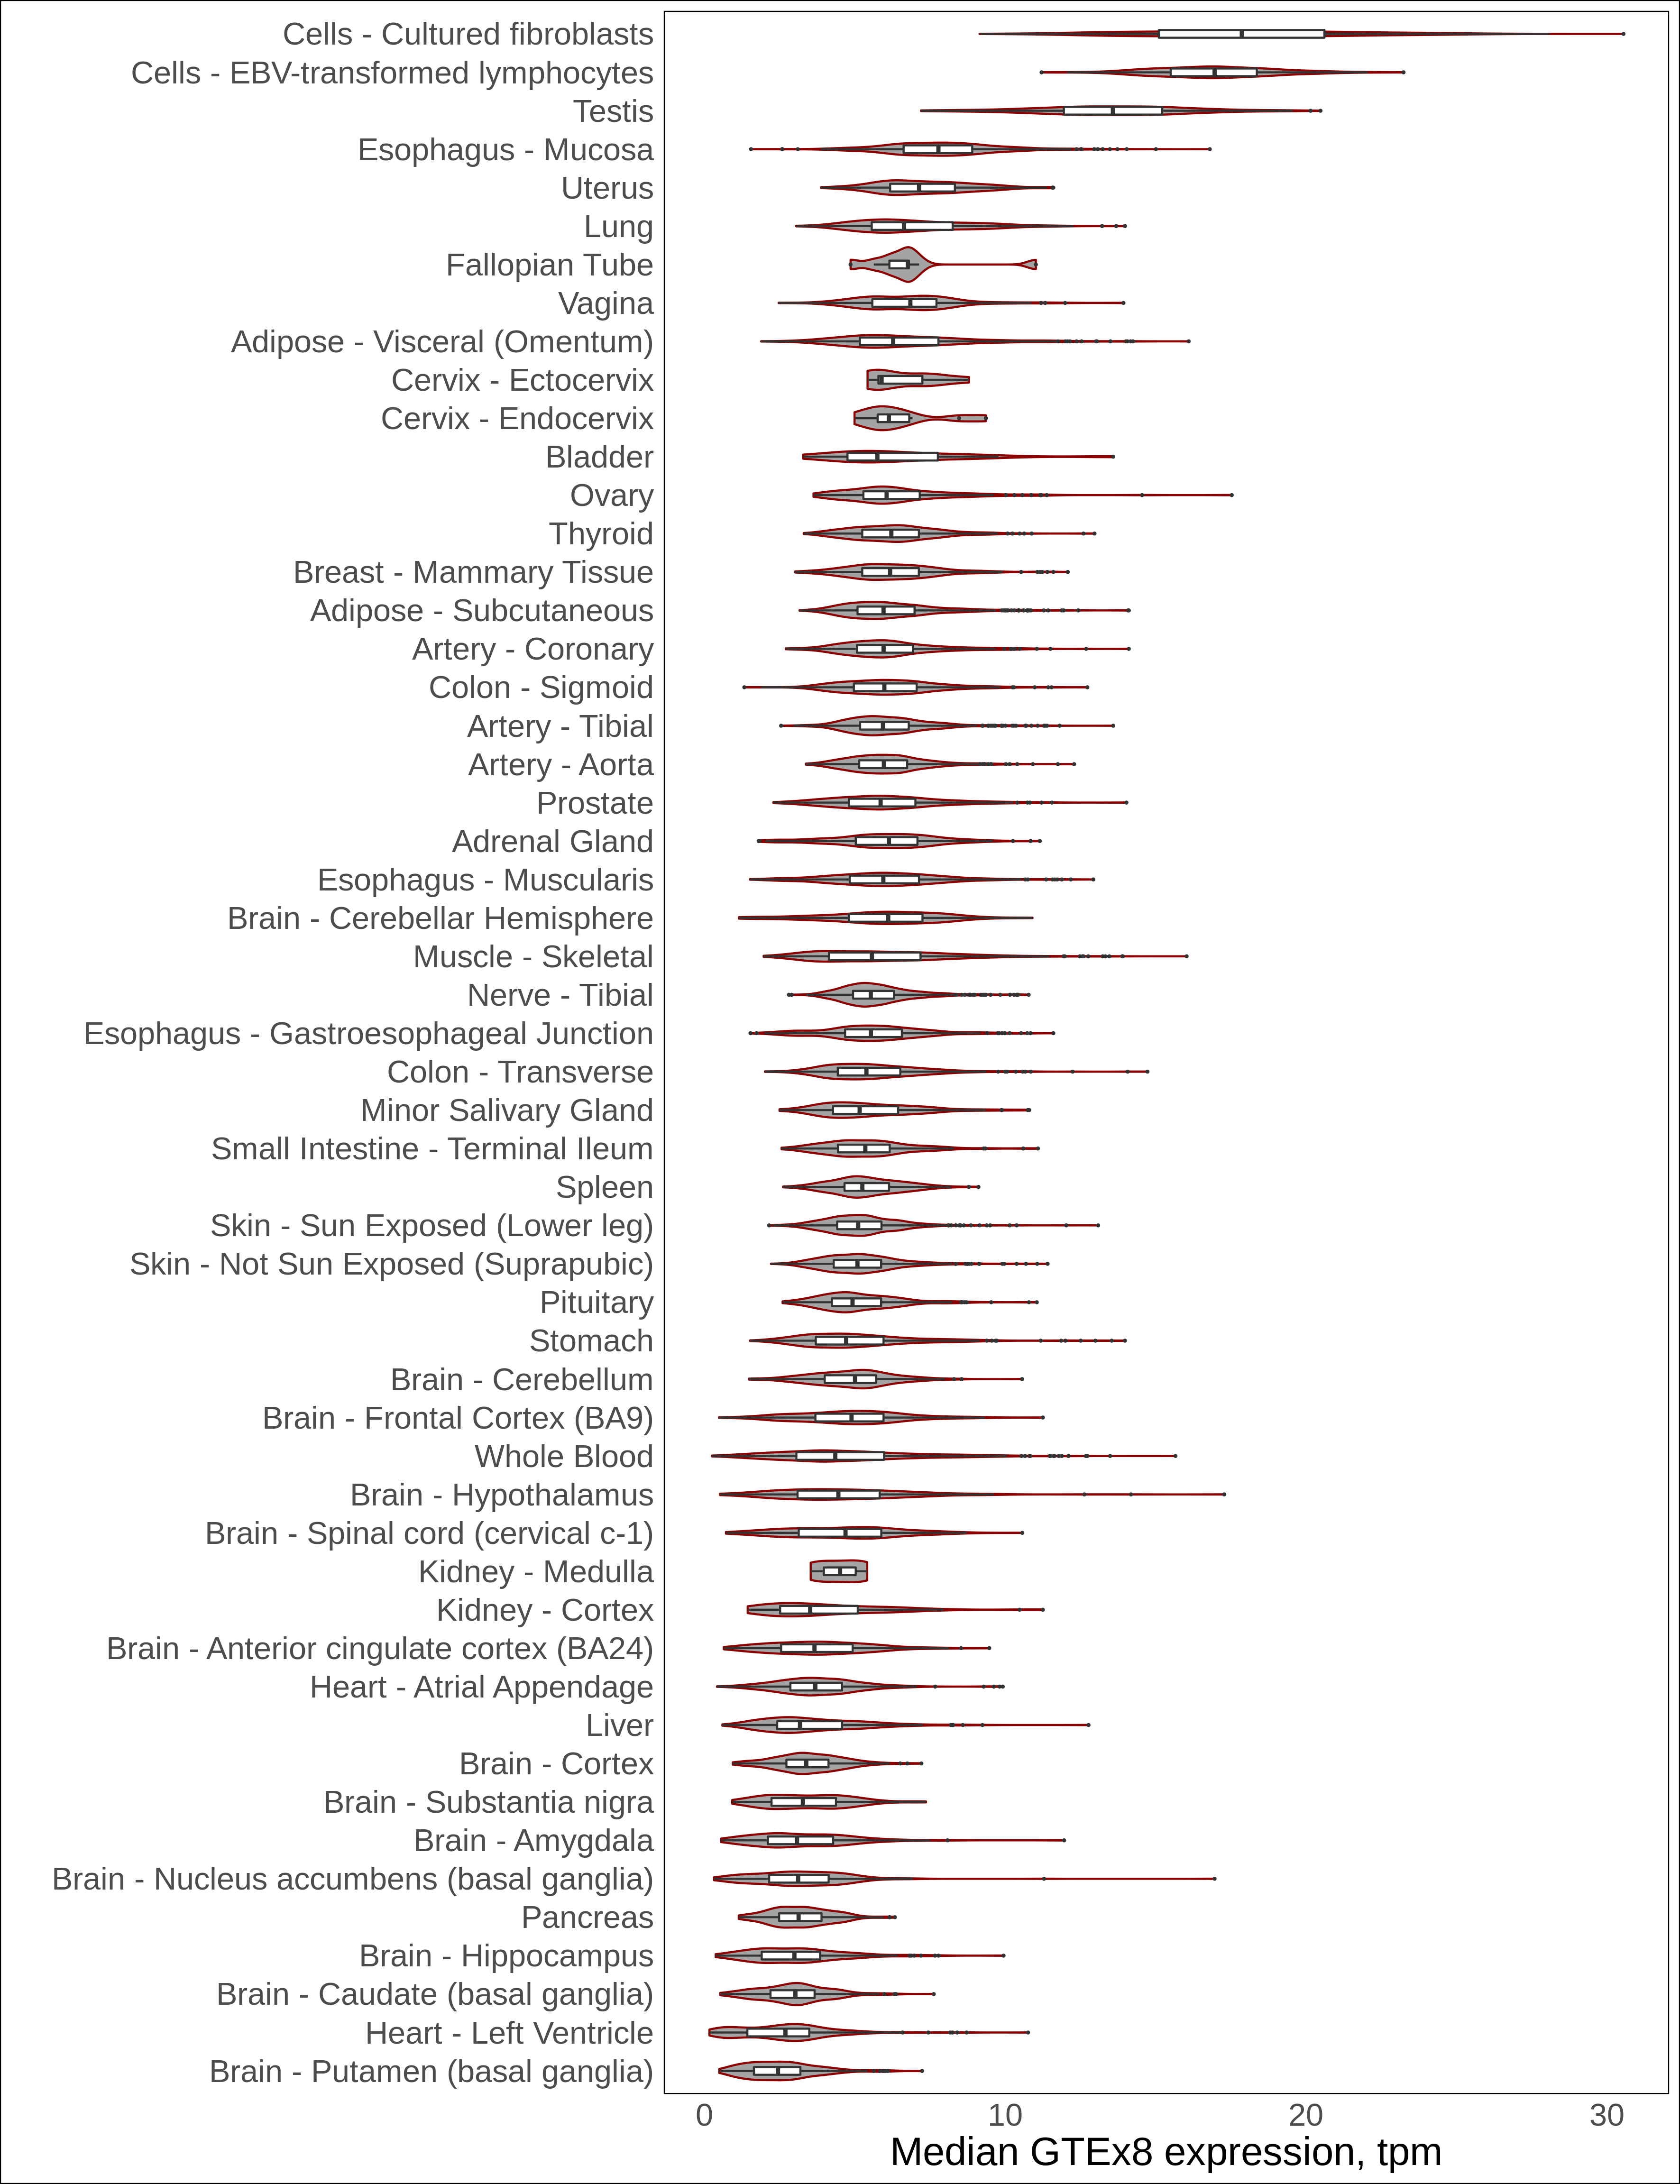 Cells - Cultured fibroblasts
Cells - EBV-transformed lymphocytes
Testis
Esophagus - Mucosa
Uterus
Lung
Fallopian Tube
Vagina
Adipose - Visceral (Omentum)
Cervix - Ectocervix
Cervix - Endocervix
Bladder
Ovary
Thyroid
Breast - Mammary Tissue
Adipose - Subcutaneous
Artery - Coronary
Colon - Sigmoid
Artery - Tibial
Artery - Aorta
Prostate
Adrenal Gland
Esophagus - Muscularis
Brain - Cerebellar Hemisphere
Muscle - Skeletal
Nerve - Tibial
Esophagus - Gastroesophageal Junction
Colon - Transverse
Minor Salivary Gland
Small Intestine - Terminal Ileum
Spleen
Skin - Sun Exposed (Lower leg)
Skin - Not Sun Exposed (Suprapubic)
Pituitary
Stomach
Brain - Cerebellum
Brain - Frontal Cortex (BA9)
Whole Blood
Brain - Hypothalamus
Brain - Spinal cord (cervical c-1)
Kidney - Medulla
Kidney - Cortex
Brain - Anterior cingulate cortex (BA24)
Heart - Atrial Appendage
Liver
Brain - Cortex
Brain - Substantia nigra
Brain - Amygdala
Brain - Nucleus accumbens (basal ganglia)
Pancreas
Brain - Hippocampus
Brain - Caudate (basal ganglia)
Heart - Left Ventricle
Brain - Putamen (basal ganglia)
0 10 20 30
Median GTEx8 expression, tpm